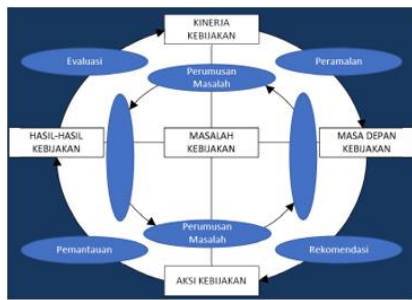 KINERJA
KEBIJAKAN
Evaluasi
Peramalan
Perumusan
Masalah
HASIL-HASIL
KEBIJAKAN
MASALAH
KEBIJAKAN
MASA DEPAN
KEBIJAKAN
Perumusan
Masalah
Pemantauan
Rekomendasi
AKSI KEBIJAKAN